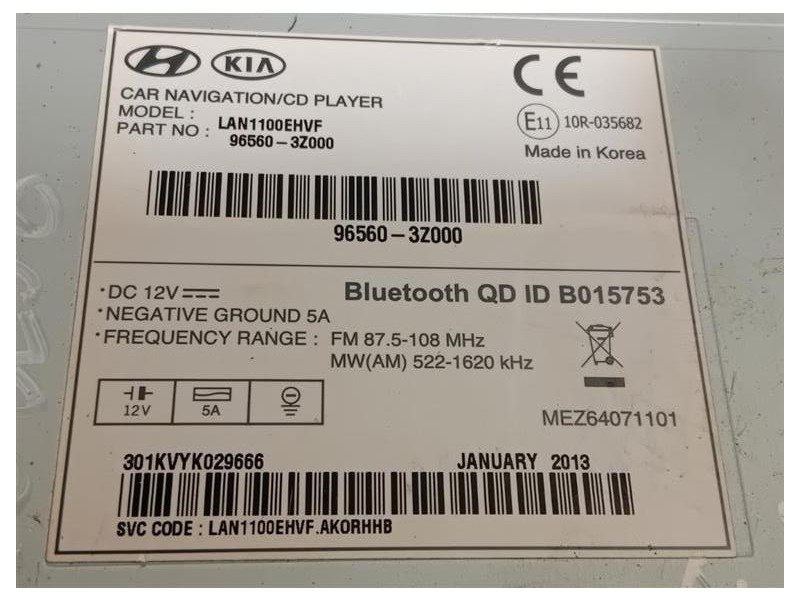 KIA
CE
CAR NAVIGATION/CD PLAYER
MODEL : LAN1100EHVF
PART NO : 96560-3Z000
E11 10R-035682
Made in Korea
96560-3Z000
·DC 12V
·NEGATIVE GROUND 5A
·FREQUENCY RANGE : FM 87.5-108 MHz
MW(AM) 522-1620 kHz
Bluetooth QD ID B015753
12V
5A
MEZ64071101
301KVYK029666
JANUARY 2013
SVC CODE : LAN1100EHVF.AKORHHB